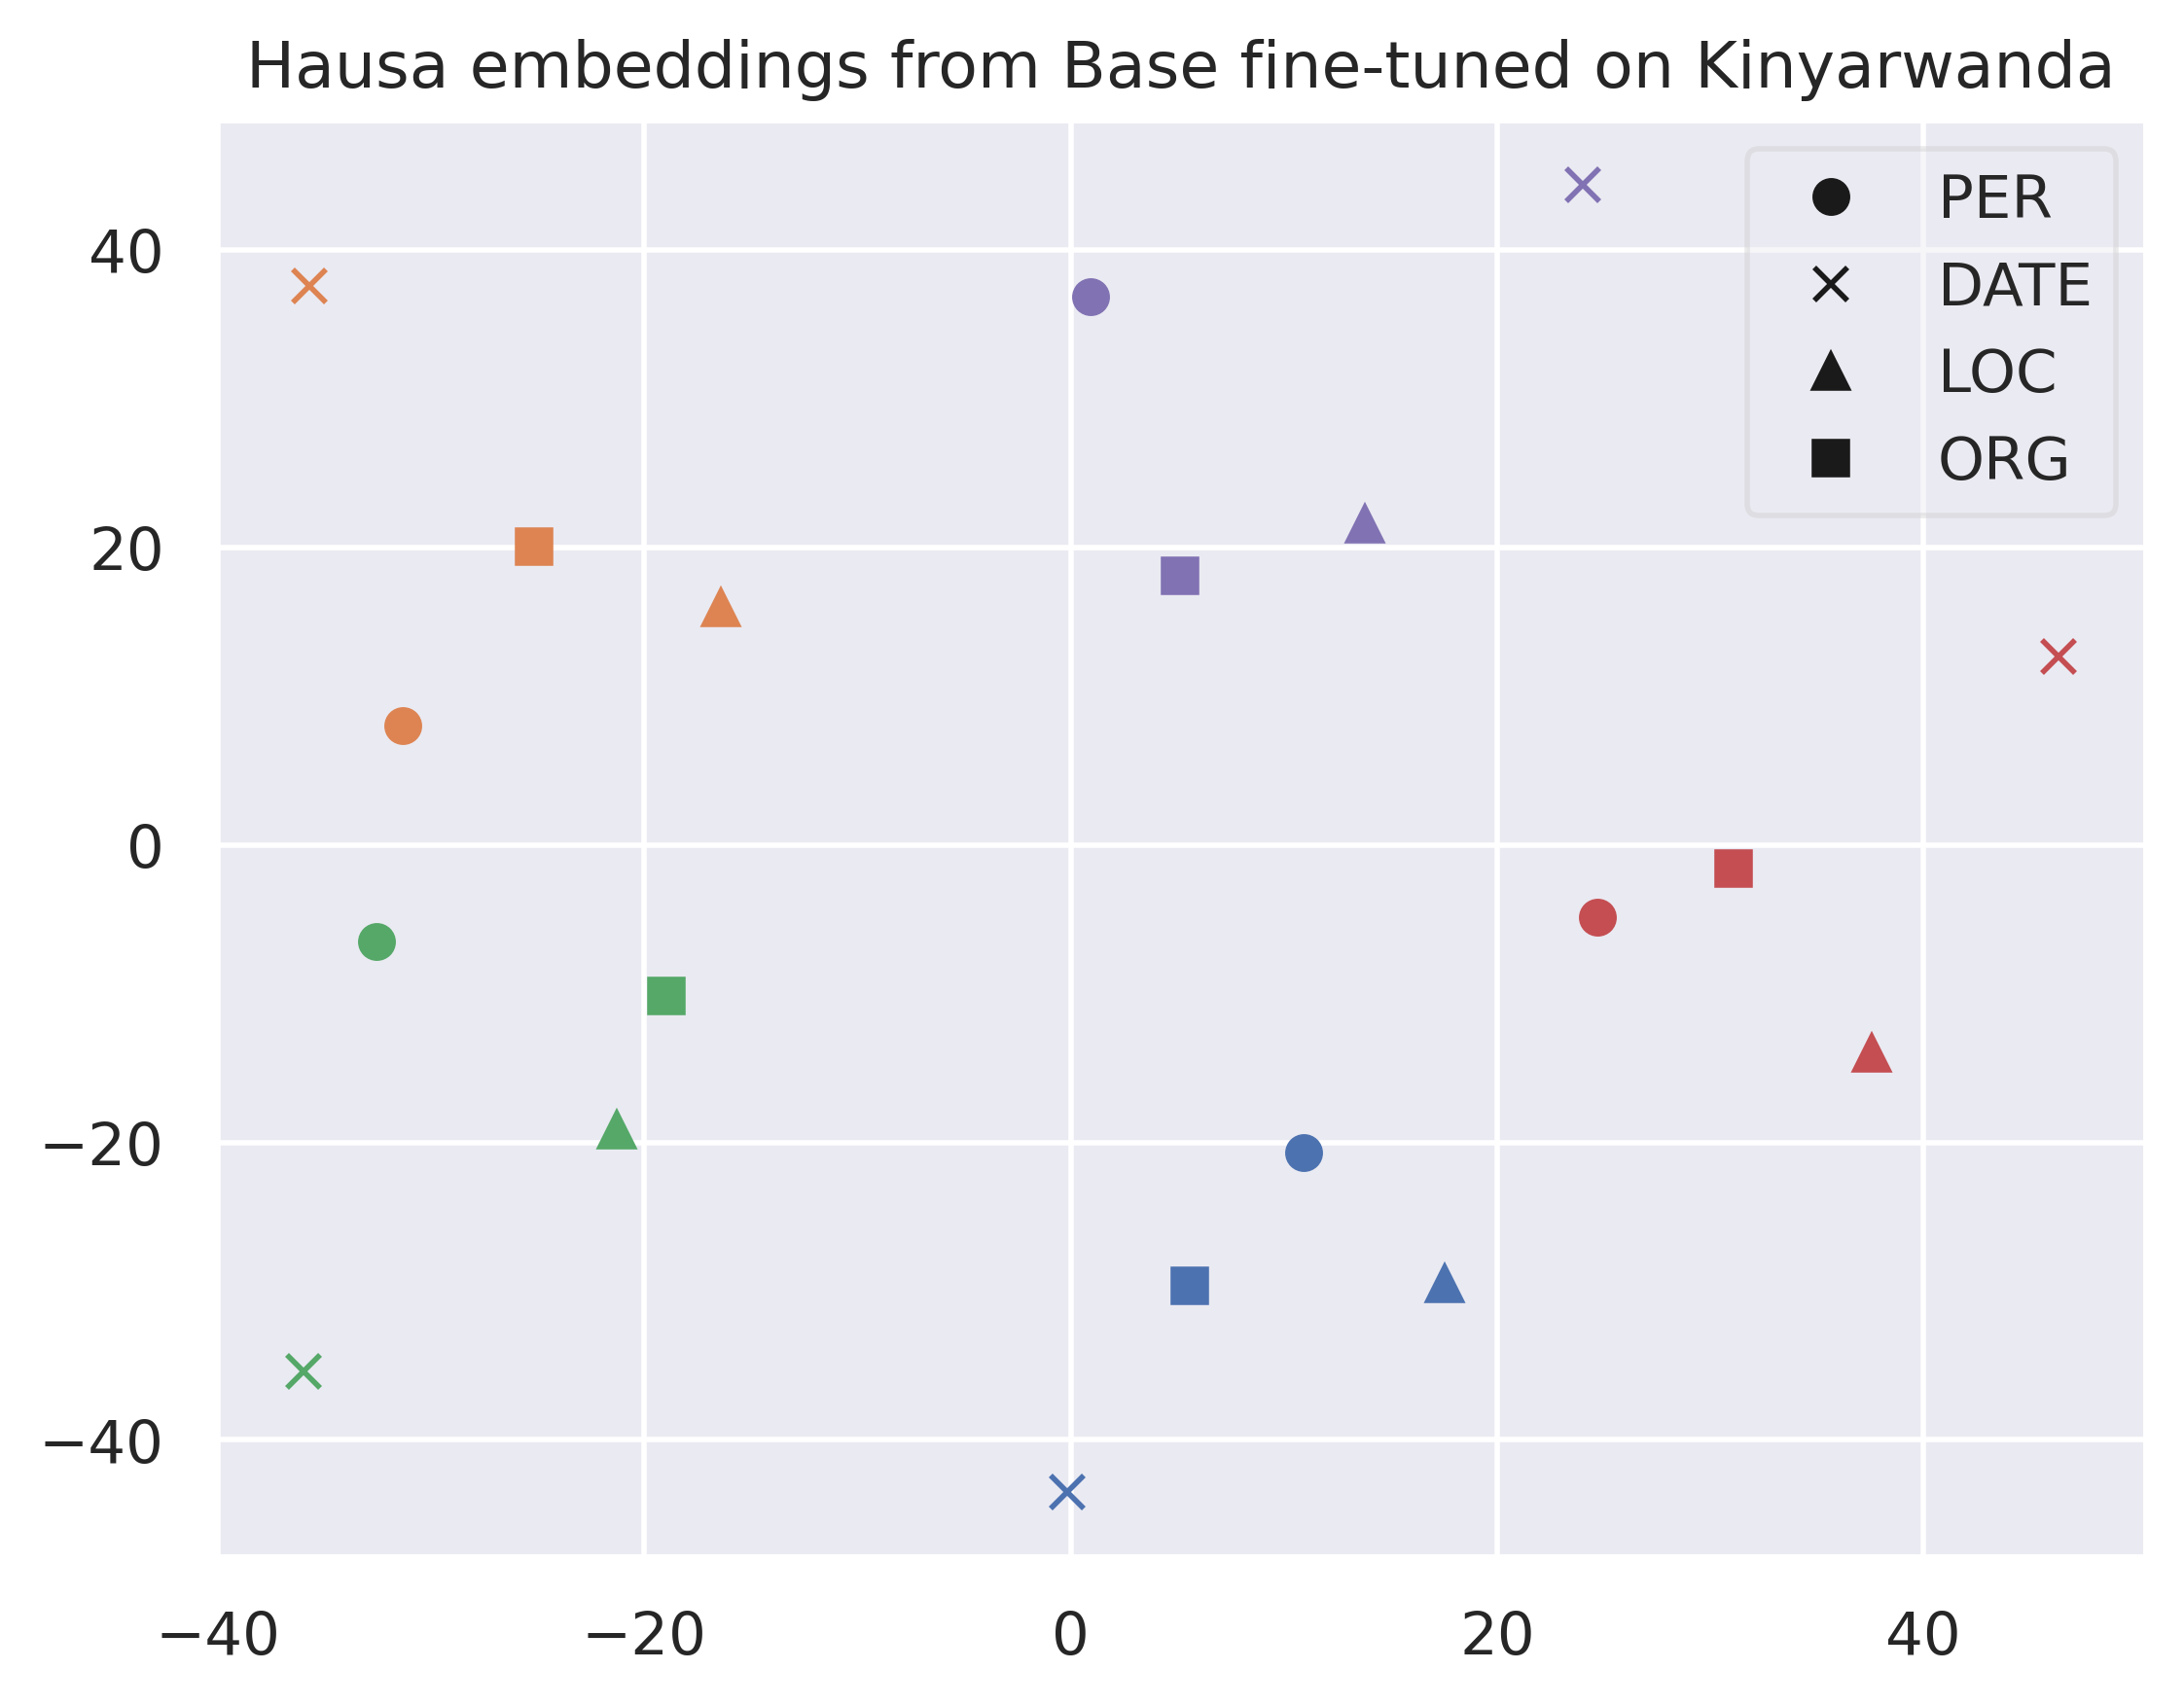 Hausa embeddings from Base fine-tuned on Kinyarwanda
PER
DATE
LOC
ORG
40
20
0
−20
−40
−40 −20 0 20 40